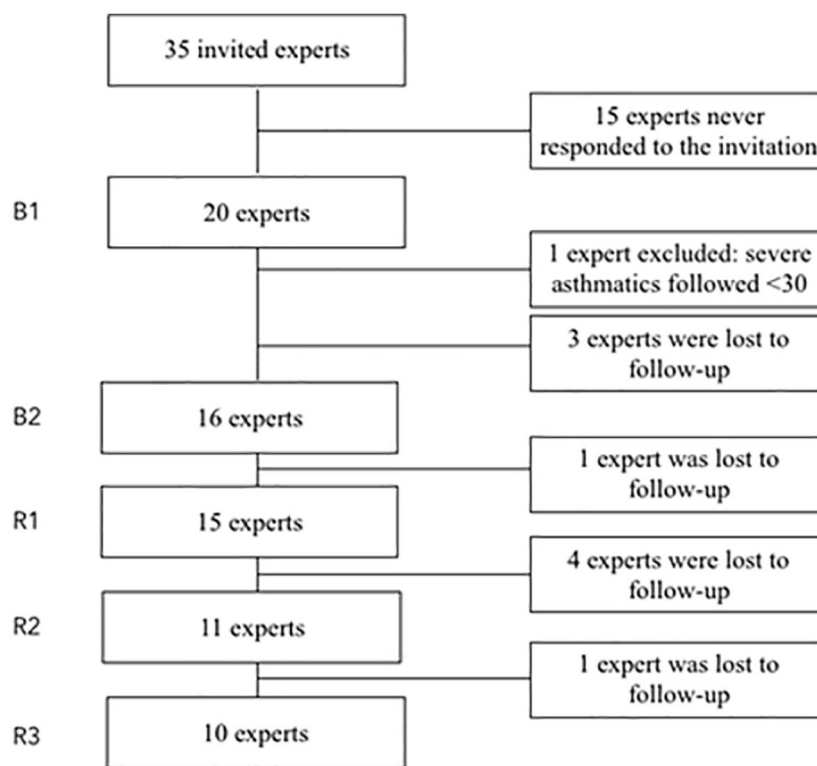 35 invited experts
15 experts never
responded to the invitation
B1
20 experts
1 expert excluded: severe
asthmatics followed <30
3 experts were lost to
follow-up
B2
16 experts
1 expert was lost to
follow-up
R1
15 experts
4 experts were lost to
follow-up
R2
11 experts
1 expert was lost to
follow-up
R3
10 experts